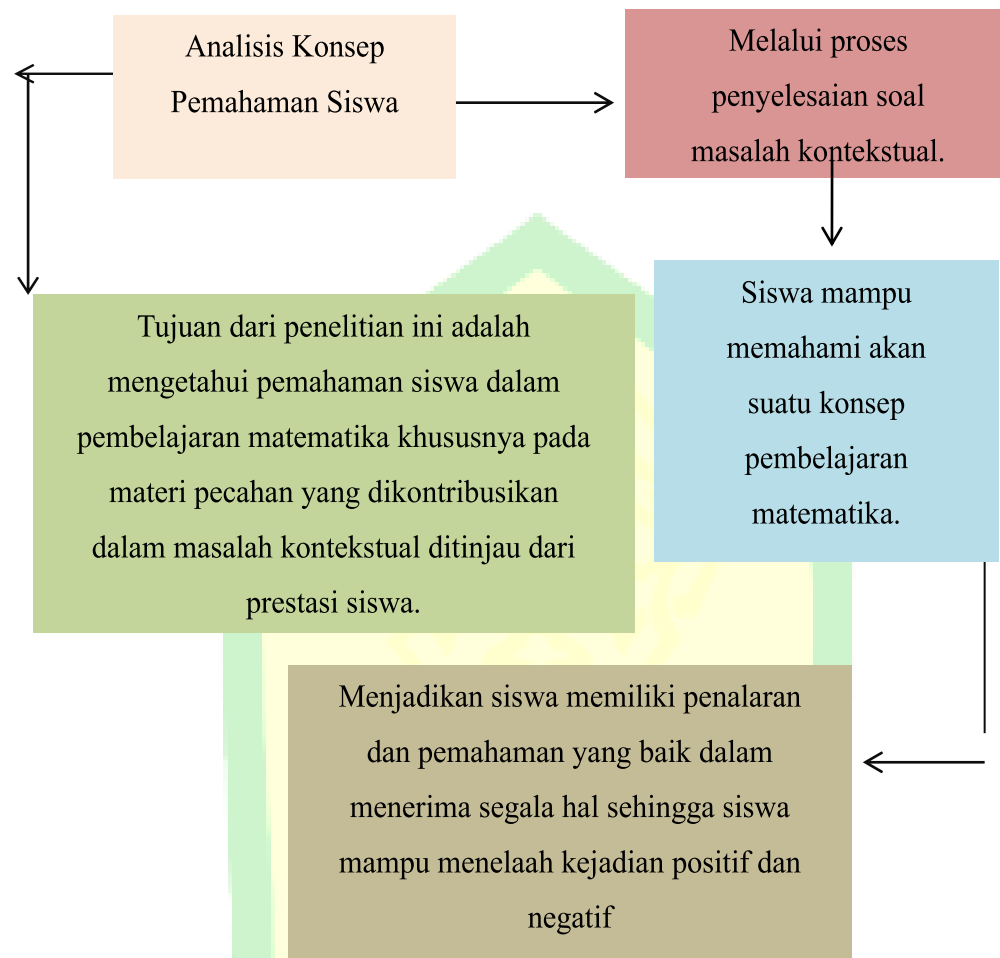 Analisis Konsep
Pemahaman Siswa
Melalui proses
penyelesaian soal
masalah kontekstual.
Siswa mampu
memahami akan
suatu konsep
pembelajaran
matematika.
Tujuan dari penelitian ini adalah
mengetahui pemahaman siswa dalam
pembelajaran matematika khususnya pada
materi pecahan yang dikontribusikan
dalam masalah kontekstual ditinjau dari
prestasi siswa.
Menjadikan siswa memiliki penalaran
dan pemahaman yang baik dalam
menerima segala hal sehingga siswa
mampu menelaah kejadian positif dan
negatif